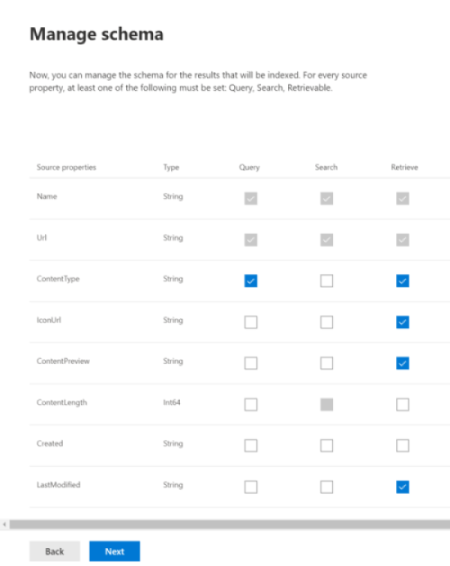 Manage schema
Now, you can manage the schema for the results that will be indexed. For every source
property, at least one of the following must be set; Query, Search, Retrievable.
Source properties Type Query Search Retrieve
Name String
Url String
ContentType String
IconUrl String
ContentPreview String
ContentLength Int64
Created String
LastModified String
Back Next